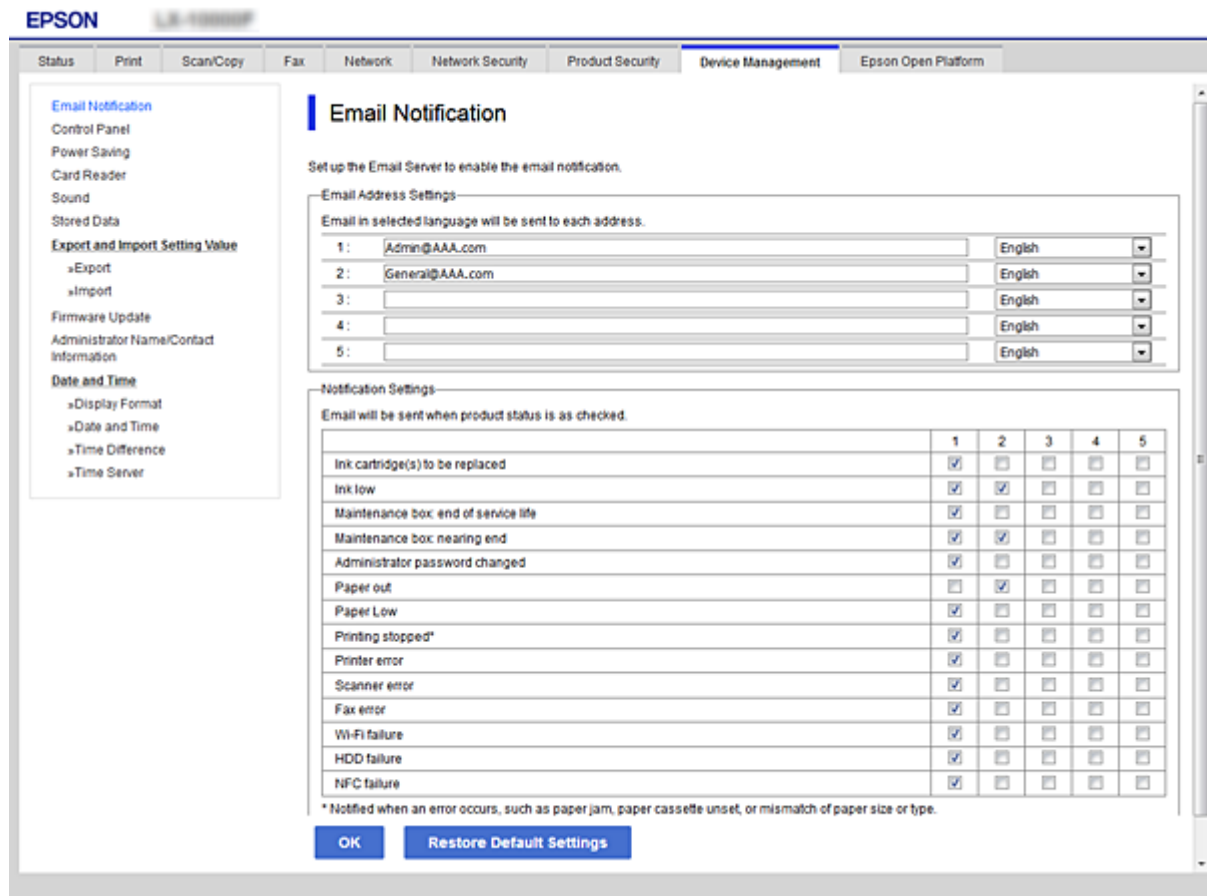 EPSON
Status Print Scan/Copy Fax Network Network Security Product Security Device Management Epson Open Platform
Email Notification
Control Panel
Power Saving
Card Reader
Sound
Stored Data
Export and Import Setting Value
»Export
»Import
Firmware Update
Administrator Name/Contact
Information
Date and Time
»Display Format
»Date and Time
»Time Difference
»Time Server
Email Notification
Set up the Email Server to enable the email notification.
Email Address Settings
Email in selected language will be sent to each address.
1 : Admin@AAA.com English
2 : General@AAA.com English
3 : English
4 : English
5 : English
Notification Settings
Email will be sent when product status is as checked.
1 2 3 4 5
Ink cartridge(s) to be replaced
Ink low
Maintenance box: end of service life
Maintenance box: nearing end
Administrator password changed
Paper out
Paper Low
Printing stopped*
Printer error
Scanner error
Fax error
Wi-Fi failure
HDD failure
NFC failure
* Notified when an error occurs, such as paper jam, paper cassette unset, or mismatch of paper size or type.
OK Restore Default Settings